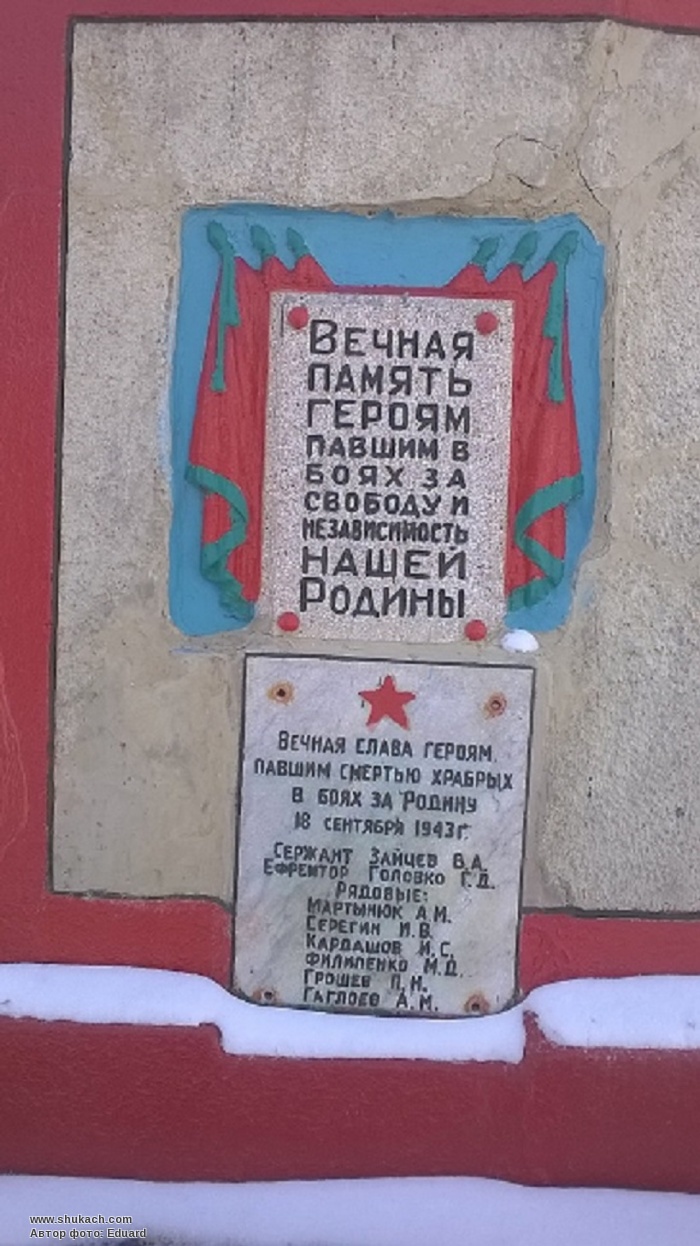 Вечная
память
героям
павшим в
боях за
свободу и
независимость
нашей
Родины
Вечная слава героям,
павшим смертью храбрых
в боях за Родину
18 сентября 1943 г.
Сержант Зайцев В.А.
Ефрейтор Головко Г.Д.
Рядовые:
Мартынюк А.М.
Серегин И.В.
Кардашов И.С.
Филипенко М.Д.
Грошев П.Н.
Гаглоев А.М.
www.shukach.com
Автор фото: Eduard